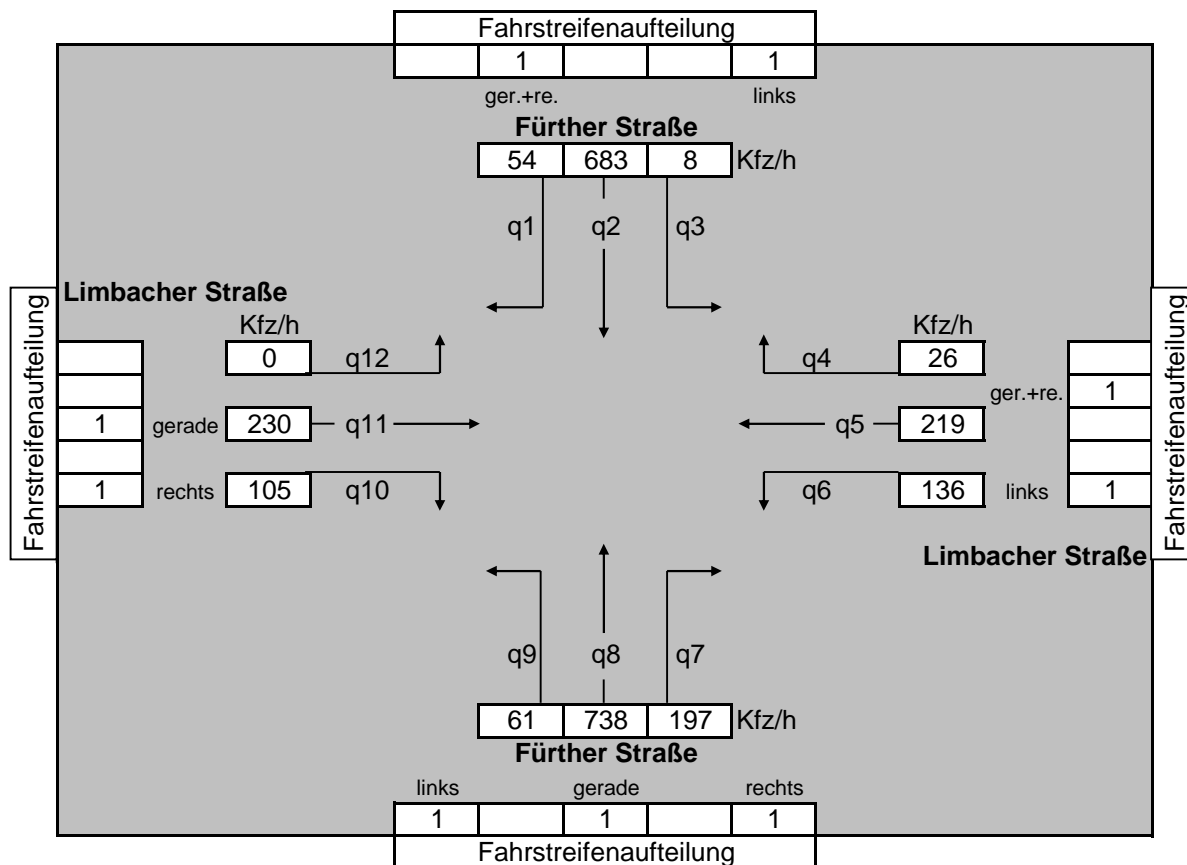 Fahrstreifenaufteilung
1 1
ger.+re. links
Fürther Straße
54 683 8 Kfz/h
q1 q2 q3
Fahrstreifenaufteilung
Limbacher Straße
Kfz/h
0 q12
1 gerade 230 q11
1 rechts 105 q10
Kfz/h
q4 26
ger.+re. 1
q5 219
q6 136 links 1
Limbacher Straße
Fahrstreifenaufteilung
q9 q8 q7
61 738 197 Kfz/h
Fürther Straße
links gerade rechts
1 1 1
Fahrstreifenaufteilung